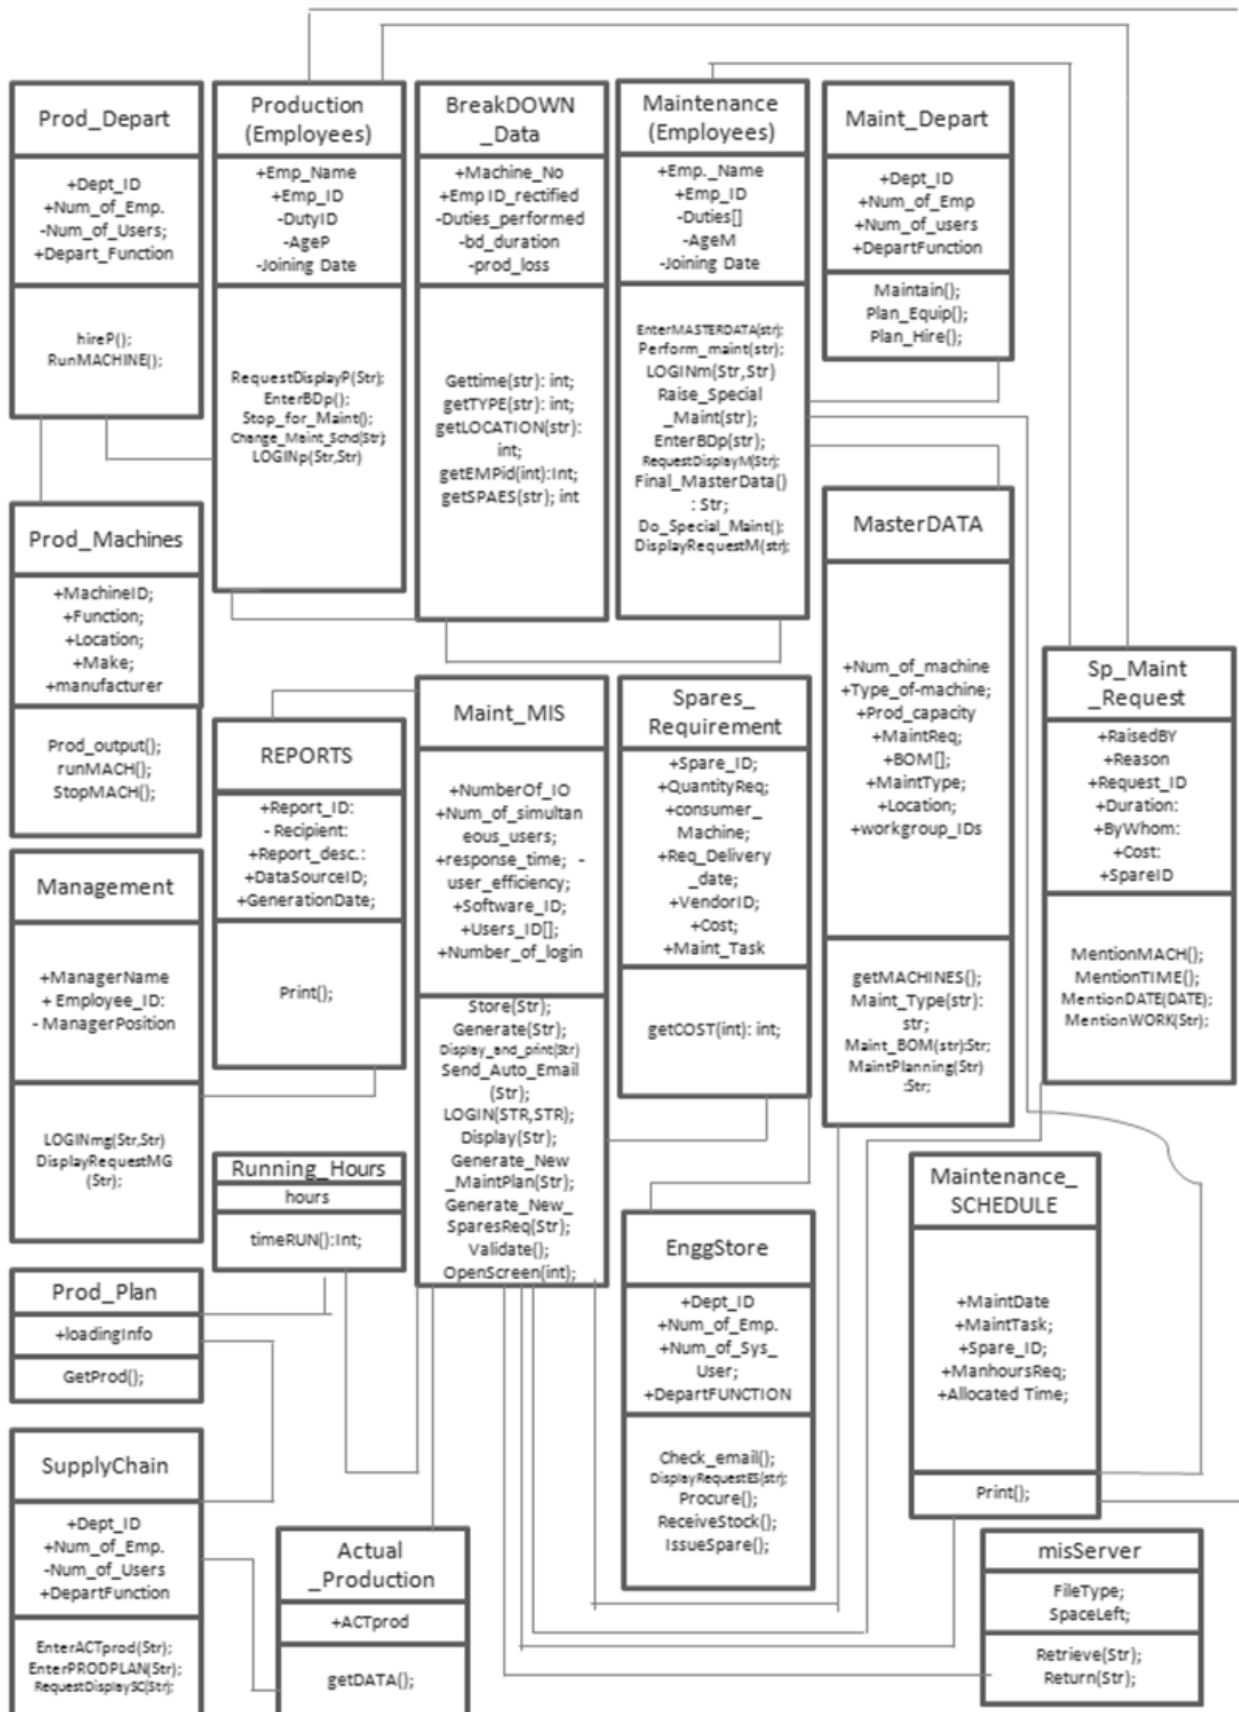 Prod_Depart
+Dept_ID
+Num_of_Emp.
-Num_of_Users;
+Depart_Function
hireP();
RunMACHINE();
Production
(Employees)
+Emp_Name
+Emp_ID
-DutyID
-AgeP
-Joining Date
RequestDisplayP(Str);
EnterBDp();
Stop_for_Maint();
Change_Maint_Schd(Str);
LOGINp(Str,Str)
BreakDOWN
_Data
+Machine_No
+Emp ID_rectified
-Duties_performed
-bd_duration
-prod_loss
Gettime(str): int;
getTYPE(str): int;
getLOCATION(str):
int;
getEMPid(int):Int;
getSPAES(str); int
Maintenance
(Employees)
+Emp._Name
+Emp_ID
-Duties[]
-AgeM
-Joining Date
EnterMASTERDATA(str);
Perform_maint(str);
LOGINm(Str,Str)
Raise_Special
_Maint(str);
EnterBDp(str);
RequestDisplayM(Str);
Final_MasterData()
: Str;
Do_Special_Maint();
DisplayRequestM(str);
Maint_Depart
+Dept_ID
+Num_of_Emp
+Num_of_users
+DepartFunction
Maintain();
Plan_Equip();
Plan_Hire();
Prod_Machines
+MachineID;
+Function;
+Location;
+Make;
+manufacturer
Prod_output();
runMACH();
StopMACH();
REPORTS
+Report_ID:
- Recipient:
+Report_desc.:
+DataSourceID;
+GenerationDate;
Print();
Maint_MIS
+NumberOf_IO
+Num_of_simultan
eous_users;
+response_time; -
user_efficiency;
+Software_ID;
+Users_ID[];
+Number_of_login
Store(Str);
Generate(Str);
Display_and_print(Str)
Send_Auto_Email
(Str);
LOGIN(STR,STR);
Display(Str);
Generate_New
_MaintPlan(Str);
Generate_New_
SparesReq(Str);
Validate();
OpenScreen(int);
Spares_
Requirement
+Spare_ID;
+QuantityReq;
+consumer_
Machine;
+Req_Delivery
_date;
+VendorID;
+Cost;
+Maint_Task
getCOST(int): int;
MasterDATA
+Num_of_machine
+Type_of-machine;
+Prod_capacity
+MaintReq;
+BOM[];
+MaintType;
+Location;
+workgroup_IDs
getMACHINES();
Maint_Type(str):
str;
Maint_BOM(str):Str;
MaintPlanning(Str)
:Str;
Sp_Maint
_Request
+RaisedBY
+Reason
+Request_ID
+Duration:
+ByWhom:
+Cost:
+SpareID
MentionMACH();
MentionTIME();
MentionDATE(DATE);
MentionWORK(Str);
Management
+ManagerName
+ Employee_ID:
- ManagerPosition
LOGINmg(Str,Str)
DisplayRequestMG
(Str);
Running_Hours
hours
timeRUN():Int;
Prod_Plan
+loadingInfo
GetProd();
EnggStore
+Dept_ID
+Num_of_Emp.
+Num_of_Sys_
User;
+DepartFUNCTION
Check_email();
DisplayRequestES(str);
Procure();
ReceiveStock();
IssueSpare();
Maintenance_
SCHEDULE
+MaintDate
+MaintTask;
+Spare_ID;
+ManhoursReq;
+Allocated Time;
Print();
SupplyChain
+Dept_ID
+Num_of_Emp.
-Num_of_Users
+DepartFunction
EnterACTprod(Str);
EnterPRODPLAN(Str);
RequestDisplaySC(Str);
Actual
_Production
+ACTprod
getDATA();
misServer
FileType;
SpaceLeft;
Retrieve(Str);
Return(Str);